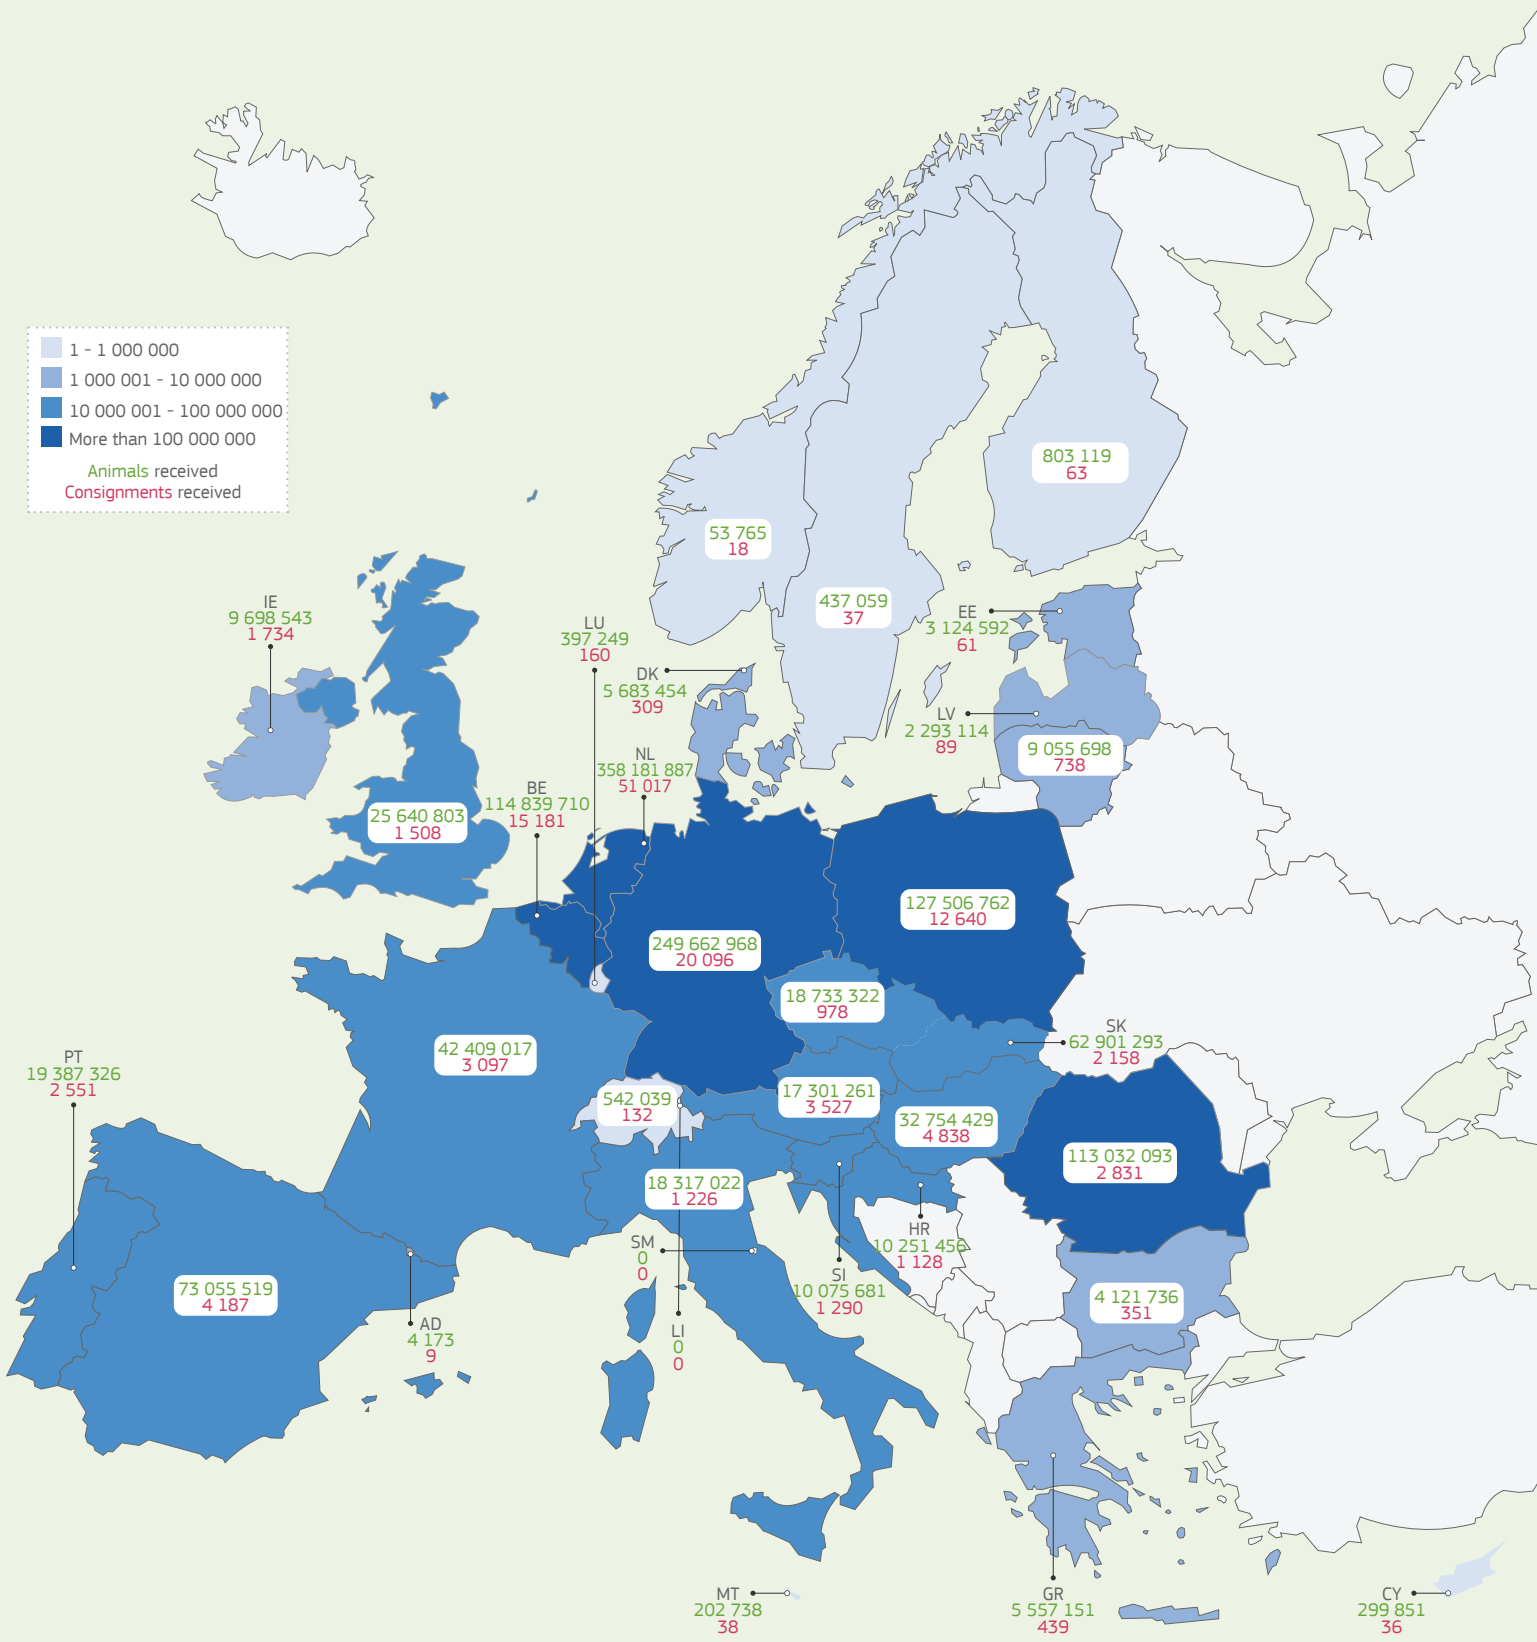 1 - 1 000 000
1 000 001 - 10 000 000
10 000 001 - 100 000 000
More than 100 000 000
Animals received
Consignments received
803 119
63
53 765
18
437 059
37
IE
9 698 543
1 734
LU
397 249
160
EE
3 124 592
61
DK
5 683 454
309
LV
2 293 114
89
9 055 698
738
NL
358 181 887
51 017
BE
114 839 710
15 181
25 640 803
1 508
127 506 762
12 640
249 662 968
20 096
18 733 322
978
SK
62 901 293
2 158
42 409 017
3 097
PT
19 387 326
2 551
542 039
132
17 301 261
3 527
32 754 429
4 838
113 032 093
2 831
18 317 022
1 226
HR
10 251 456
1 128
SM
0
0
SI
10 075 681
1 290
73 055 519
4 187
4 121 736
351
AD
4 173
9
LI
0
0
MT
202 738
38
GR
5 557 151
439
CY
299 851
36